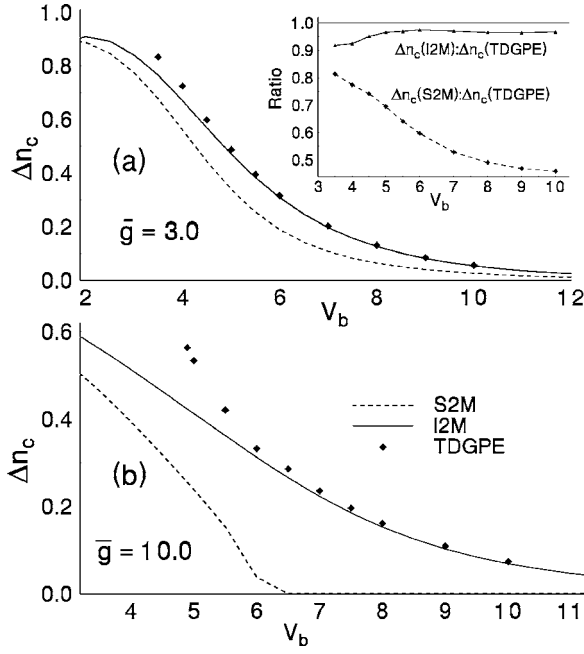 1.0
0.8
0.6
0.4
0.2
0.0
Δn_c
(a)
g̅ = 3.0
2 4 6 8 10 12
V_b
1.0
0.9
0.8
0.7
0.6
0.5
Ratio
Δn_c(I2M):Δn_c(TDGPE)
Δn_c(S2M):Δn_c(TDGPE)
3 4 5 6 7 8 9 10
V_b
0.6
0.4
0.2
0.0
Δn_c
(b)
g̅ = 10.0
S2M
I2M
TDGPE
4 5 6 7 8 9 10 11
V_b